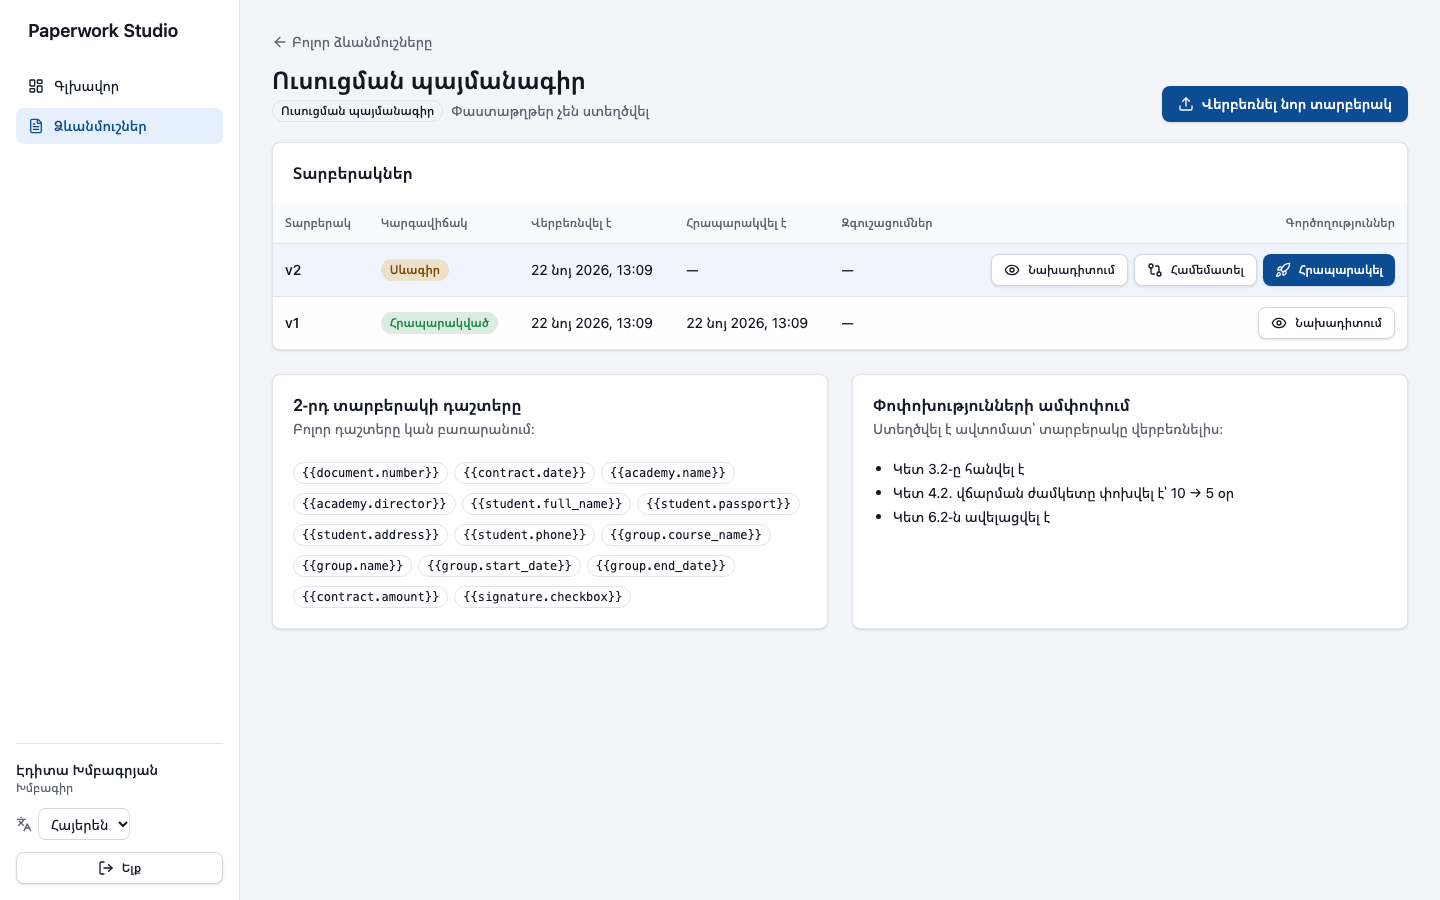 Paperwork Studio
Գլխավոր
Ձևանմուշներ
Էդիտա Խմբագրյան
Խմբագիր
Հայերեն
Ելք
Բոլոր ձևանմուշները
Ուսուցման պայմանագիր
Ուսուցման պայմանագիր Փաստաթղթեր չեն ստեղծվել
Վերբեռնել նոր տարբերակ
Տարբերակներ
Տարբերակ Կարգավիճակ Վերբեռնվել է Հրապարակվել է Զգուշացումներ Գործողություններ
v2 Սևագիր 22 նոյ 2026, 13:09 — — Նախադիտում Համեմատել Հրապարակել
v1 Հրապարակված 22 նոյ 2026, 13:09 22 նոյ 2026, 13:09 — Նախադիտում
2-րդ տարբերակի դաշտերը
Բոլոր դաշտերը կան բառարանում։
{{document.number}} {{contract.date}} {{academy.name}}
{{academy.director}} {{student.full_name}} {{student.passport}}
{{student.address}} {{student.phone}} {{group.course_name}}
{{group.name}} {{group.start_date}} {{group.end_date}}
{{contract.amount}} {{signature.checkbox}}
Փոփոխությունների ամփոփում
Ստեղծվել է ավտոմատ՝ տարբերակը վերբեռնելիս։
• Կետ 3.2-ը հանվել է
• Կետ 4.2. վճարման ժամկետը փոխվել է՝ 10 → 5 օր
• Կետ 6.2-ն ավելացվել է